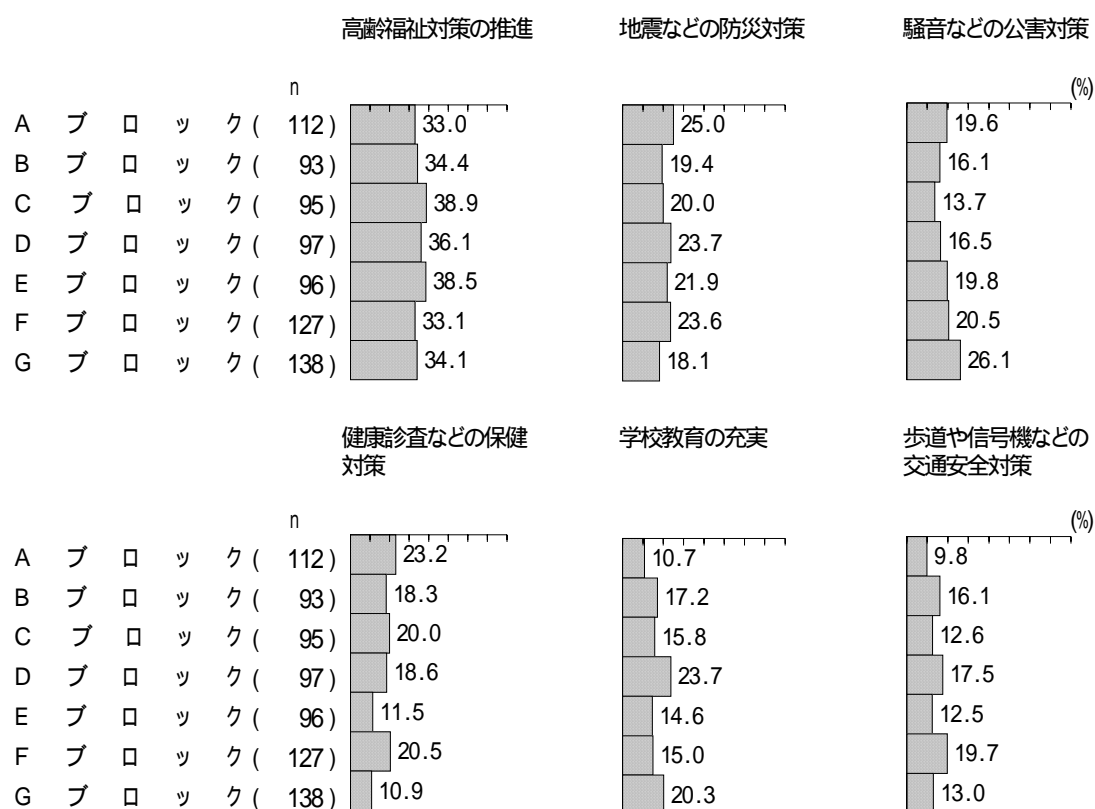 高齢福祉対策の推進 地震などの防災対策 騒音などの公害対策
n (%)
A ブロック( 112) 33.0 25.0 19.6
B ブロック( 93) 34.4 19.4 16.1
C ブロック( 95) 38.9 20.0 13.7
D ブロック( 97) 36.1 23.7 16.5
E ブロック( 96) 38.5 21.9 19.8
F ブロック( 127) 33.1 23.6 20.5
G ブロック( 138) 34.1 18.1 26.1
健康診査などの保健 学校教育の充実 歩道や信号機などの
対策 交通安全対策
n (%)
A ブロック( 112) 23.2 10.7 9.8
B ブロック( 93) 18.3 17.2 16.1
C ブロック( 95) 20.0 15.8 12.6
D ブロック( 97) 18.6 23.7 17.5
E ブロック( 96) 11.5 14.6 12.5
F ブロック( 127) 20.5 15.0 19.7
G ブロック( 138) 10.9 20.3 13.0